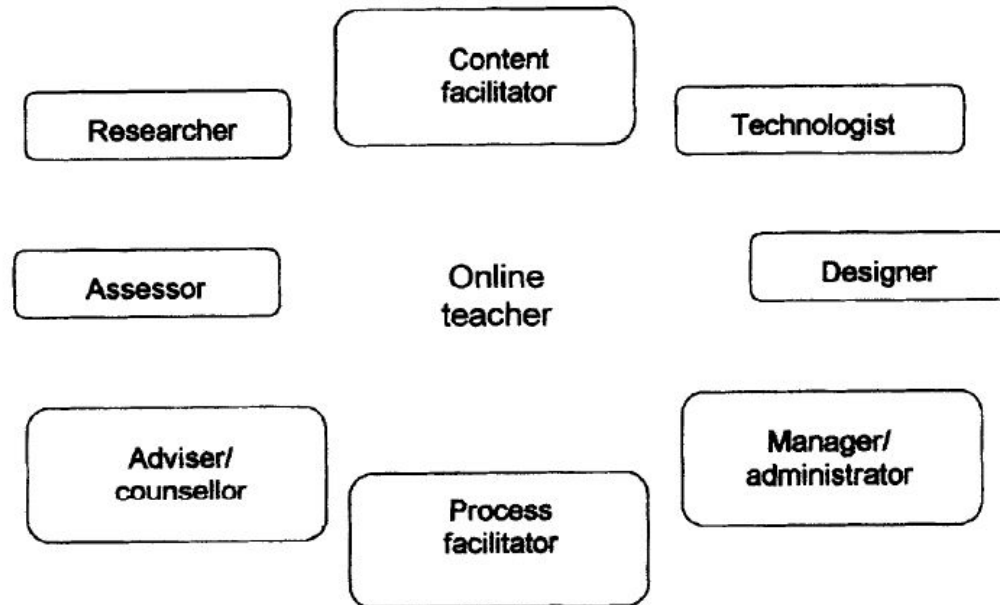 Content
facilitator
Researcher
Technologist
Assessor
Online
teacher
Designer
Adviser/
counsellor
Manager/
administrator
Process
facilitator